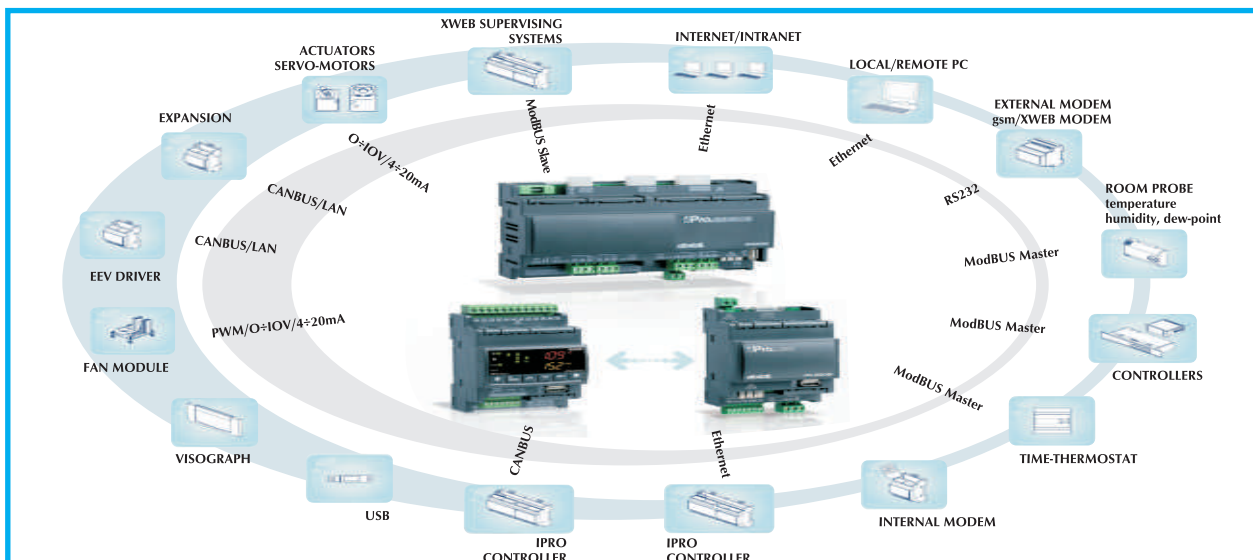 XWEB SUPERVISING
SYSTEMS
INTERNET/INTRANET
ACTUATORS
SERVO-MOTORS
LOCAL/REMOTE PC
EXPANSION
EXTERNAL MODEM
gsm/XWEB MODEM
ModBUS Slave
Ethernet
Ethernet
O÷IOV/4÷20mA
RS232
ROOM PROBE
temperature
humidity, dew-point
CANBUS/LAN
CANBUS/LAN
ModBUS Master
EEV DRIVER
PWM/O÷IOV/4÷20mA
ModBUS Master
FAN MODULE
CONTROLLERS
ModBUS Master
VISOGRAPH
CANBUS
Ethernet
TIME-THERMOSTAT
USB
INTERNAL MODEM
IPRO
CONTROLLER
IPRO
CONTROLLER